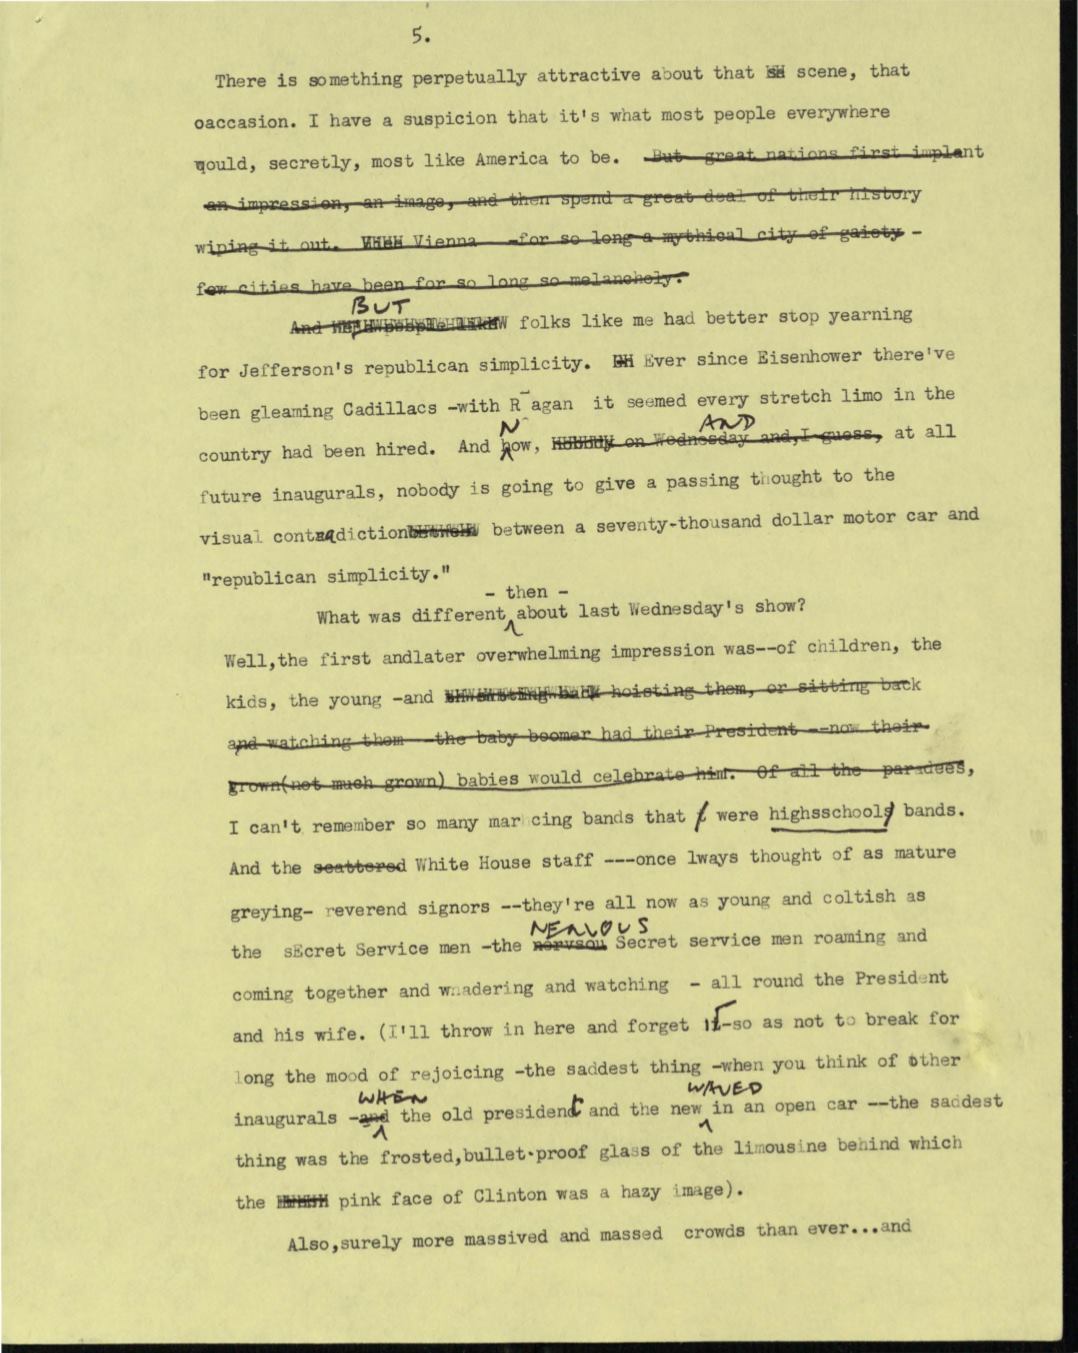 5.
There is something perpetually attractive about that scene, that
oaccasion. I have a suspicion that it's what most people everywhere
would, secretly, most like America to be. But great nations first implant
an impression, an image, and then spend a great deal of their history
wiping it out. Vienna -for so long a mythical city of gaiety -
few cities have been for so long so melancholy.
BUT
And folks like me had better stop yearning
for Jefferson's republican simplicity. Ever since Eisenhower there've
been gleaming Cadillacs -with R agan it seemed every stretch limo in the
N AND
country had been hired. And how, nobody on Wednesday and,I guess, at all
future inaugurals, nobody is going to give a passing thought to the
visual contradiction between a seventy-thousand dollar motor car and
"republican simplicity."
- then -
What was different about last Wednesday's show?
Well,the first andlater overwhelming impression was--of children, the
kids, the young -and hoisting them, or sitting back
and watching them --the baby boomer had their President --now their
grown(not much grown) babies would celebrate him. Of all the paradees,
I can't remember so many mar cing bands that were highsschools bands.
And the scattered White House staff ---once lways thought of as mature
greying- reverend signors --they're all now as young and coltish as
NERVOUS
the sEcret Service men -the nervsou Secret service men roaming and
coming together and wnadering and watching - all round the President
and his wife. (I'll throw in here and forget it-so as not to break for
long the mood of rejoicing -the saddest thing -when you think of other
WHEN WAVED
inaugurals -and the old president and the new in an open car --the saddest
thing was the frosted,bullet-proof glass of the limousine behind which
the pink face of Clinton was a hazy image).
Also,surely more massived and massed crowds than ever...and